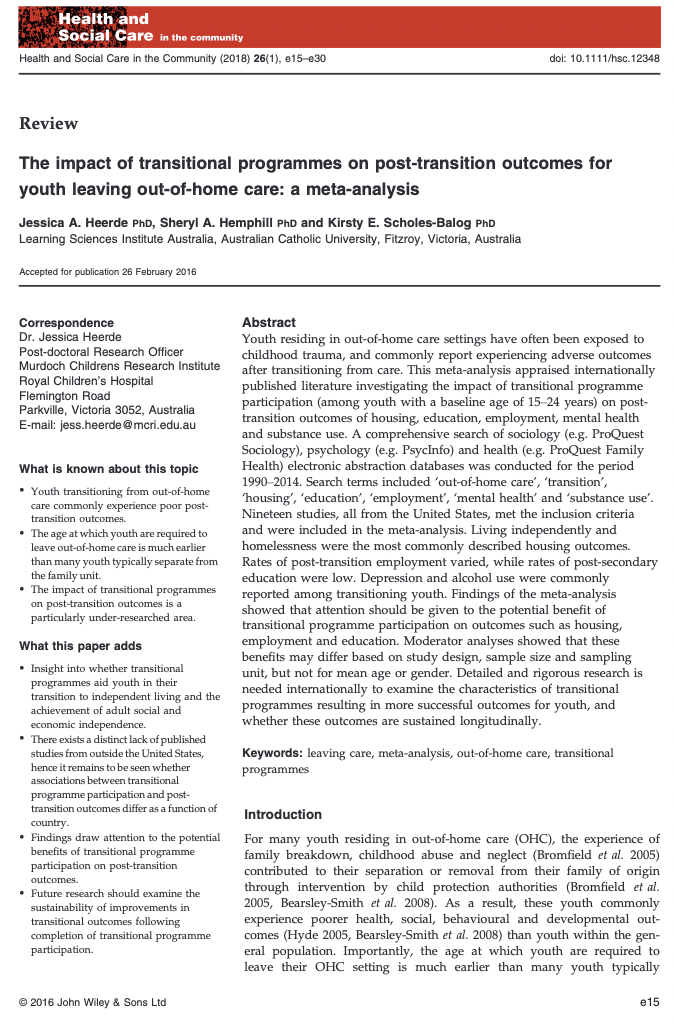 Health and
Social Care in the community
Health and Social Care in the Community (2018) 26(1), e15–e30
doi: 10.1111/hsc.12348
Review
The impact of transitional programmes on post-transition outcomes for
youth leaving out-of-home care: a meta-analysis
Jessica A. Heerde PhD, Sheryl A. Hemphill PhD and Kirsty E. Scholes-Balog PhD
Learning Sciences Institute Australia, Australian Catholic University, Fitzroy, Victoria, Australia
Accepted for publication 26 February 2016
Correspondence
Dr. Jessica Heerde
Post-doctoral Research Officer
Murdoch Childrens Research Institute
Royal Children's Hospital
Flemington Road
Parkville, Victoria 3052, Australia
E-mail: jess.heerde@mcri.edu.au
What is known about this topic
• Youth transitioning from out-of-home
care commonly experience poor post-
transition outcomes.
• The age at which youth are required to
leave out-of-home care is much earlier
than many youth typically separate from
the family unit.
• The impact of transitional programmes
on post-transition outcomes is a
particularly under-researched area.
What this paper adds
• Insight into whether transitional
programmes aid youth in their
transition to independent living and the
achievement of adult social and
economic independence.
• There exists a distinct lack of published
studies from outside the United States,
hence it remains to be seen whether
associations between transitional
programme participation and post-
transition outcomes differ as a function of
country.
• Findings draw attention to the potential
benefits of transitional programme
participation on post-transition
outcomes.
• Future research should examine the
sustainability of improvements in
transitional outcomes following
completion of transitional programme
participation.
Abstract
Youth residing in out-of-home care settings have often been exposed to
childhood trauma, and commonly report experiencing adverse outcomes
after transitioning from care. This meta-analysis appraised internationally
published literature investigating the impact of transitional programme
participation (among youth with a baseline age of 15–24 years) on post-
transition outcomes of housing, education, employment, mental health
and substance use. A comprehensive search of sociology (e.g. ProQuest
Sociology), psychology (e.g. PsycInfo) and health (e.g. ProQuest Family
Health) electronic abstraction databases was conducted for the period
1990–2014. Search terms included 'out-of-home care', 'transition',
'housing', 'education', 'employment', 'mental health' and 'substance use'.
Nineteen studies, all from the United States, met the inclusion criteria
and were included in the meta-analysis. Living independently and
homelessness were the most commonly described housing outcomes.
Rates of post-transition employment varied, while rates of post-secondary
education were low. Depression and alcohol use were commonly
reported among transitioning youth. Findings of the meta-analysis
showed that attention should be given to the potential benefit of
transitional programme participation on outcomes such as housing,
employment and education. Moderator analyses showed that these
benefits may differ based on study design, sample size and sampling
unit, but not for mean age or gender. Detailed and rigorous research is
needed internationally to examine the characteristics of transitional
programmes resulting in more successful outcomes for youth, and
whether these outcomes are sustained longitudinally.
Keywords: leaving care, meta-analysis, out-of-home care, transitional
programmes
Introduction
For many youth residing in out-of-home care (OHC), the experience of
family breakdown, childhood abuse and neglect (Bromfield et al. 2005)
contributed to their separation or removal from their family of origin
through intervention by child protection authorities (Bromfield et al.
2005, Bearsley-Smith et al. 2008). As a result, these youth commonly
experience poorer health, social, behavioural and developmental out-
comes (Hyde 2005, Bearsley-Smith et al. 2008) than youth within the gen-
eral population. Importantly, the age at which youth are required to
leave their OHC setting is much earlier than many youth typically
© 2016 John Wiley & Sons Ltd
e15